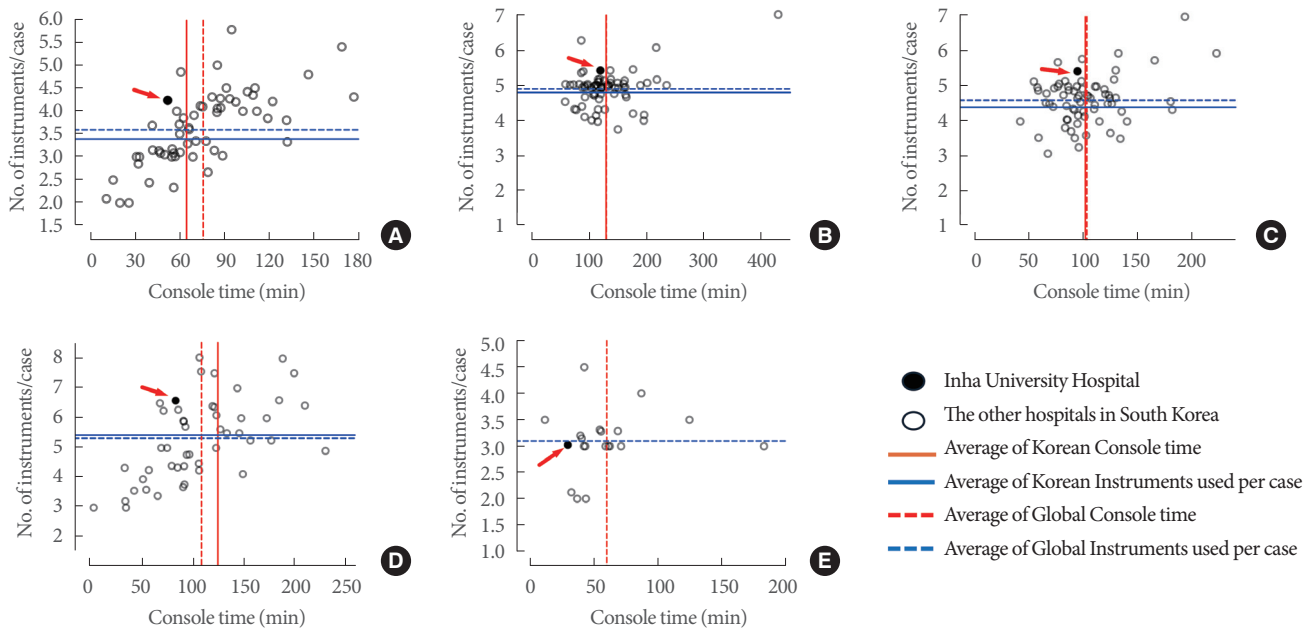 6.0
5.5
5.0
4.5
4.0
3.5
3.0
2.5
2.0
1.5
No. of instruments/case
0 30 60 90 120 150 180
Console time (min)
A
7
6
5
4
3
2
1
No. of instruments/case
0 100 200 300 400
Console time (min)
B
7
6
5
4
3
2
1
No. of instruments/case
0 50 100 150 200
Console time (min)
C
8
7
6
5
4
3
2
No. of instruments/case
0 50 100 150 200 250
Console time (min)
D
5.0
4.5
4.0
3.5
3.0
2.5
2.0
1.5
1.0
No. of instruments/case
0 50 100 150 200
Console time (min)
E
Inha University Hospital
The other hospitals in South Korea
Average of Korean Console time
Average of Korean Instruments used per case
Average of Global Console time
Average of Global Instruments used per case